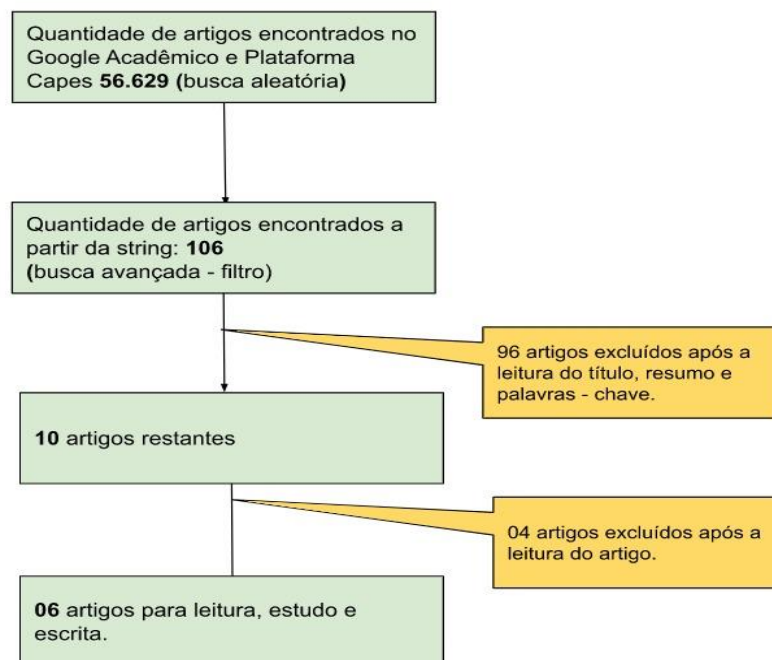 Quantidade de artigos encontrados no
Google Acadêmico e Plataforma
Capes 56.629 (busca aleatória)
Quantidade de artigos encontrados a
partir da string: 106
(busca avançada - filtro)
96 artigos excluídos após a
leitura do título, resumo e
palavras - chave.
10 artigos restantes
04 artigos excluídos após a
leitura do artigo.
06 artigos para leitura, estudo e
escrita.